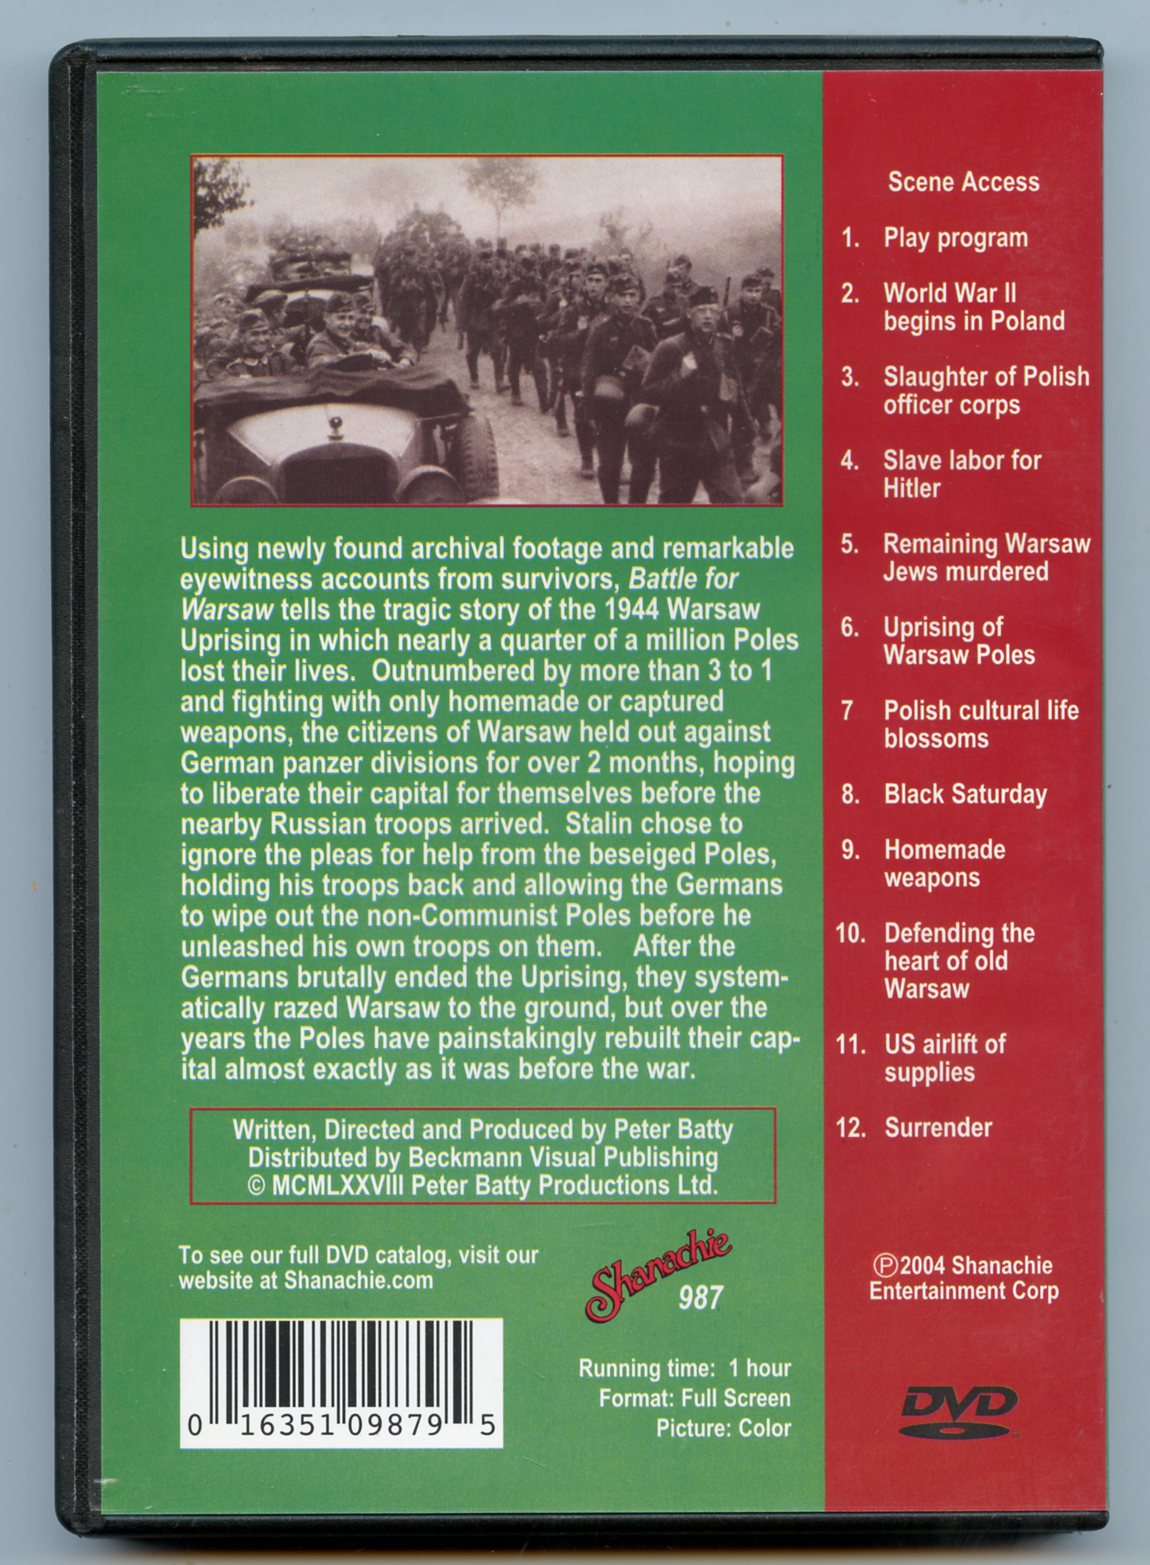 Using newly found archival footage and remarkable
eyewitness accounts from survivors, Battle for
Warsaw tells the tragic story of the 1944 Warsaw
Uprising in which nearly a quarter of a million Poles
lost their lives.  Outnumbered by more than 3 to 1
and fighting with only homemade or captured
weapons, the citizens of Warsaw held out against
German panzer divisions for over 2 months, hoping
to liberate their capital for themselves before the
nearby Russian troops arrived.  Stalin chose to
ignore the pleas for help from the beseiged Poles,
holding his troops back and allowing the Germans
to wipe out the non-Communist Poles before he
unleashed his own troops on them.    After the
Germans brutally ended the Uprising, they system-
atically razed Warsaw to the ground, but over the
years the Poles have painstakingly rebuilt their cap-
ital almost exactly as it was before the war.
Written, Directed and Produced by Peter Batty
Distributed by Beckmann Visual Publishing
© MCMLXXVIII Peter Batty Productions Ltd.
To see our full DVD catalog, visit our
website at Shanachie.com
Shanachie
987
0 16351 09879 5
Running time:  1 hour
Format: Full Screen
Picture: Color
Scene Access
1. Play program
2. World War II
begins in Poland
3. Slaughter of Polish
officer corps
4. Slave labor for
Hitler
5. Remaining Warsaw
Jews murdered
6. Uprising of
Warsaw Poles
7 Polish cultural life
blossoms
8. Black Saturday
9. Homemade
weapons
10. Defending the
heart of old
Warsaw
11. US airlift of
supplies
12. Surrender
℗2004 Shanachie
Entertainment Corp
DVD